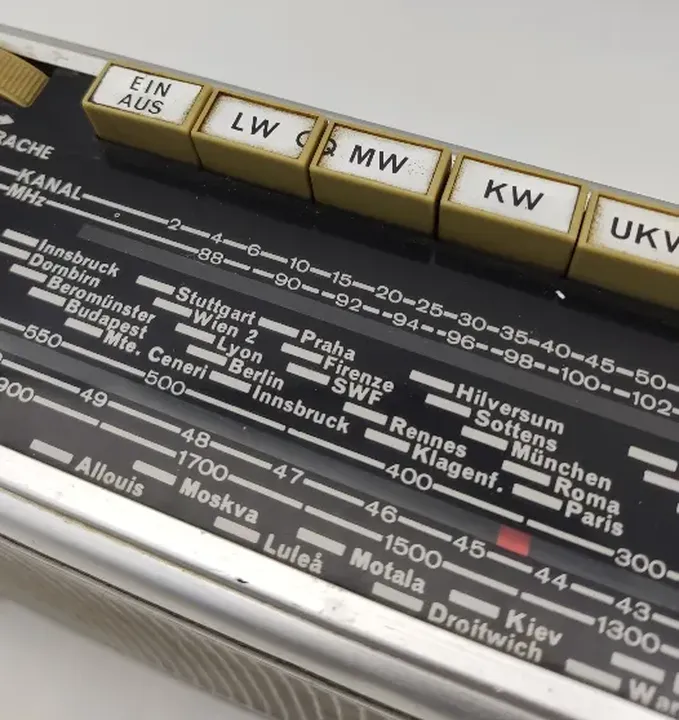 EIN
AUS
LW
MW
KW
UKW
RACHE
KANAL 2 4 6 10 15 20 25 30 35 40 45 50
MHz 88 90 92 94 96 98 100 102
Innsbruck
Dornbirn
Beromünster
Budapest
Mte. Ceneri
Stuttgart
Wien 2
Lyon
Berlin
Innsbruck
Praha
Firenze
SWF
Rennes
Klagenf.
Hilversum
Sottens
München
Roma
Paris
550 500 400 300
49 48 47 46 45 44 43
900 1700 1500 1300
Allouis
Moskva
Luleå
Motala
Droitwich
Kiev